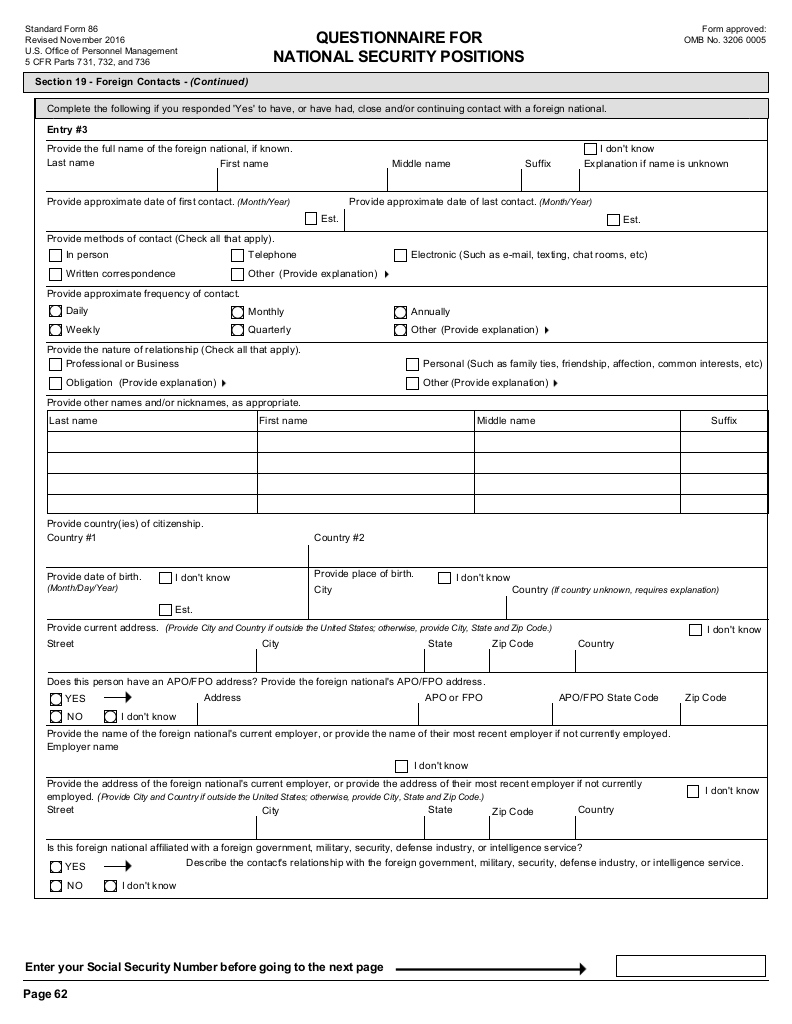 Standard Form 86
Revised November 2016
U.S. Office of Personnel Management
5 CFR Parts 731, 732, and 736
QUESTIONNAIRE FOR
NATIONAL SECURITY POSITIONS
Form approved:
OMB No. 3206 0005
Section 19 - Foreign Contacts - (Continued)
Complete the following if you responded 'Yes' to have, or have had, close and/or continuing contact with a foreign national.
Entry #3
Provide the full name of the foreign national, if known.
I don't know
Last name First name Middle name Suffix Explanation if name is unknown
Provide approximate date of first contact. (Month/Year) Provide approximate date of last contact. (Month/Year)
Est. Est.
Provide methods of contact (Check all that apply).
In person Telephone Electronic (Such as e-mail, texting, chat rooms, etc)
Written correspondence Other (Provide explanation)
Provide approximate frequency of contact.
Daily Monthly Annually
Weekly Quarterly Other (Provide explanation)
Provide the nature of relationship (Check all that apply).
Professional or Business Personal (Such as family ties, friendship, affection, common interests, etc)
Obligation (Provide explanation) Other (Provide explanation)
Provide other names and/or nicknames, as appropriate.
Last name First name Middle name Suffix
Provide country(ies) of citizenship.
Country #1 Country #2
Provide date of birth. I don't know Provide place of birth. I don't know
(Month/Day/Year) City Country (If country unknown, requires explanation)
Est.
Provide current address. (Provide City and Country if outside the United States; otherwise, provide City, State and Zip Code.) I don't know
Street City State Zip Code Country
Does this person have an APO/FPO address? Provide the foreign national's APO/FPO address.
YES Address APO or FPO APO/FPO State Code Zip Code
NO I don't know
Provide the name of the foreign national's current employer, or provide the name of their most recent employer if not currently employed.
Employer name
I don't know
Provide the address of the foreign national's current employer, or provide the address of their most recent employer if not currently
employed. (Provide City and Country if outside the United States; otherwise, provide City, State and Zip Code.) I don't know
Street City State Zip Code Country
Is this foreign national affiliated with a foreign government, military, security, defense industry, or intelligence service?
YES Describe the contact's relationship with the foreign government, military, security, defense industry, or intelligence service.
NO I don't know
Enter your Social Security Number before going to the next page
Page 62